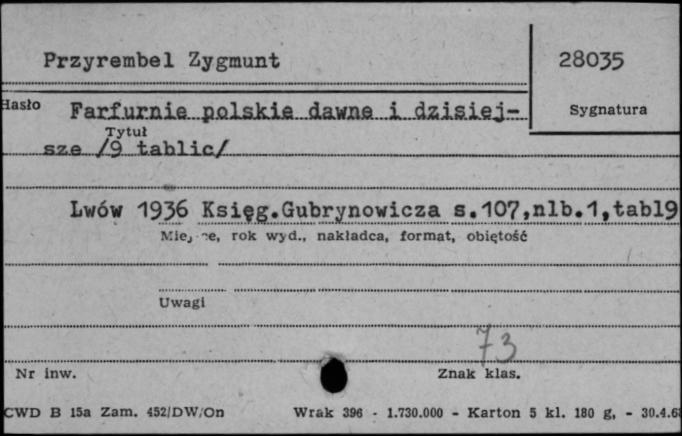 Przyrembel Zygmunt
28035
Hasło Farfurnie polskie dawne i dzisiej-
Sygnatura
Tytuł
sze /9 tablic/
Lwów 1936 Księg.Gubrynowicza s.107,nlb.1,tabl9
Miejsce, rok wyd., nakładca, format, objętość
Uwagi
73
Nr inw.
Znak klas.
CWD B 15a Zam. 452/DW/On Wrak 396 - 1.730.000 - Karton 5 kl. 180 g, - 30.4.6